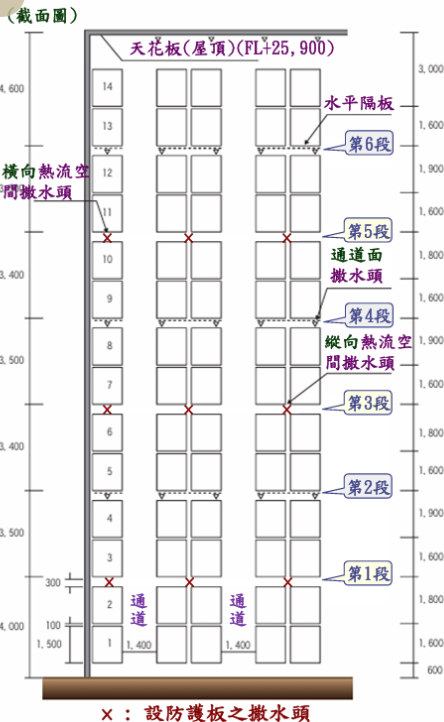 (截面圖)
天花板(屋頂)(FL+25,900)
3,000
4,600
14
水平隔板
13
1,600
第6段
橫向熱流空
間撒水頭
12
1,900
11
1,600
第5段
10
通道面
撒水頭
1,800
3,400
9
1,600
第4段
8
縱向熱流空
間撒水頭
1,900
3,500
7
1,600
第3段
6
1,800
3,400
5
1,600
第2段
4
1,900
3,500
3
1,600
第1段
300
2
通道
通道
1,800
100
4,000
1,500
1
1,400
1,400
1,600
600
×：設防護板之撒水頭